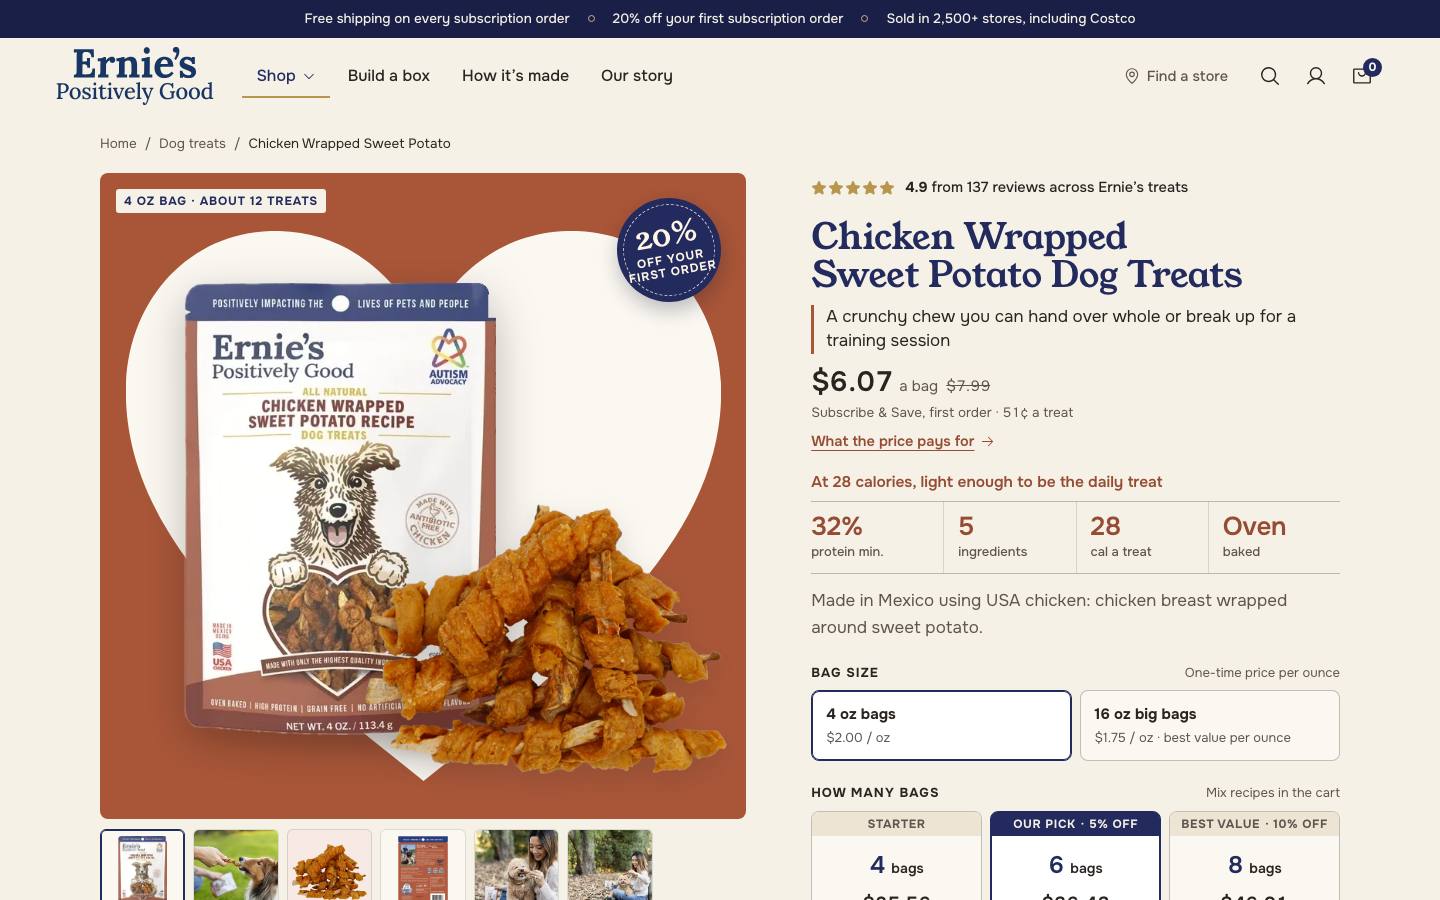 Free shipping on every subscription order
20% off your first subscription order
Sold in 2,500+ stores, including Costco
Ernie's
Positively Good
Shop
Build a box
How it's made
Our story
Find a store
0
Home / Dog treats / Chicken Wrapped Sweet Potato
4 OZ BAG · ABOUT 12 TREATS
20%
OFF YOUR
FIRST ORDER
POSITIVELY IMPACTING THE LIVES OF PETS AND PEOPLE
Ernie's
Positively Good
AUTISM
ADVOCACY
ALL NATURAL
CHICKEN WRAPPED
SWEET POTATO RECIPE
DOG TREATS
MADE WITH
ANTIBIOTIC
FREE
CHICKEN
MADE IN
MEXICO
USING
USA
CHICKEN
MADE WITH ONLY THE HIGHEST QUALITY
OVEN BAKED | HIGH PROTEIN | GRAIN FREE | NO ARTIFICIAL
NET WT. 4 OZ. / 113.4 g
4.9 from 137 reviews across Ernie's treats
Chicken Wrapped
Sweet Potato Dog Treats
A crunchy chew you can hand over whole or break up for a
training session
$6.07 a bag $7.99
Subscribe & Save, first order · 51¢ a treat
What the price pays for →
At 28 calories, light enough to be the daily treat
32%
protein min.
5
ingredients
28
cal a treat
Oven
baked
Made in Mexico using USA chicken: chicken breast wrapped
around sweet potato.
BAG SIZE
One-time price per ounce
4 oz bags
$2.00 / oz
16 oz big bags
$1.75 / oz · best value per ounce
HOW MANY BAGS
Mix recipes in the cart
STARTER
4 bags
OUR PICK · 5% OFF
6 bags
BEST VALUE · 10% OFF
8 bags